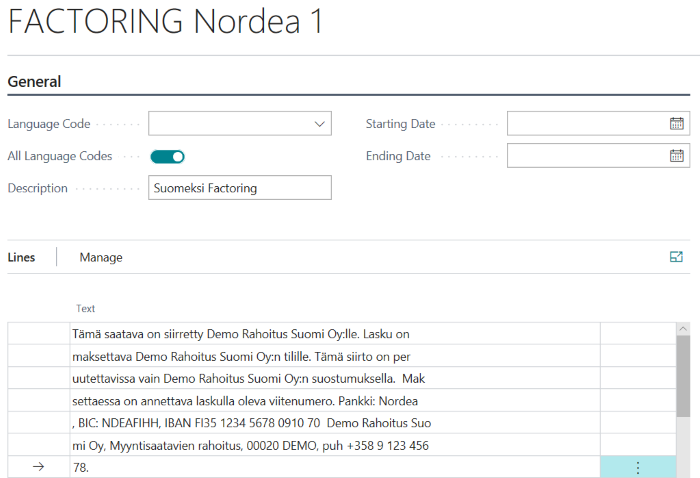 FACTORING Nordea 1
General
Language Code
Starting Date
All Language Codes
Ending Date
Description
Suomeksi Factoring
Lines
Manage
Text
Tämä saatava on siirretty Demo Rahoitus Suomi Oy:lle. Lasku on
maksettava Demo Rahoitus Suomi Oy:n tilille. Tämä siirto on per
uutettavissa vain Demo Rahoitus Suomi Oy:n suostumuksella.  Mak
settaessa on annettava laskulla oleva viitenumero. Pankki: Nordea
, BIC: NDEAFIHH, IBAN FI35 1234 5678 0910 70  Demo Rahoitus Suo
mi Oy, Myyntisaatavien rahoitus, 00020 DEMO, puh +358 9 123 456
78.